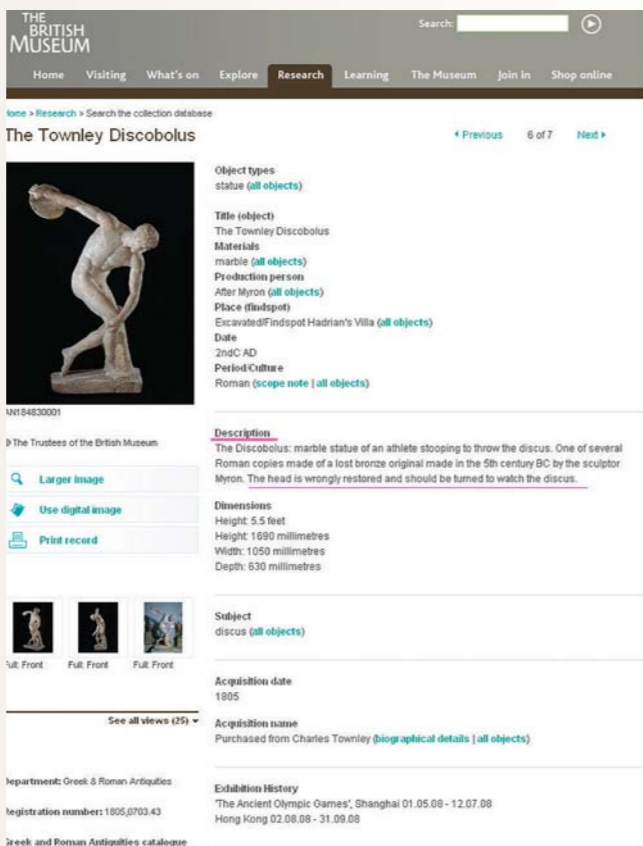 THE
BRITISH
MUSEUM
Search:
Home Visiting What's on Explore Research Learning The Museum Join in Shop online
Home > Research > Search the collection database
The Townley Discobolus
Previous 6 of 7 Next
Object types
statue (all objects)
Title (object)
The Townley Discobolus
Materials
marble (all objects)
Production person
After Myron (all objects)
Place (findspot)
Excavated/Findspot Hadrian's Villa (all objects)
Date
2ndC AD
Period/Culture
Roman (scope note | all objects)
AN184830001
© The Trustees of the British Museum
Larger image
Use digital image
Print record
Full: Front Full: Front Full: Front
See all views (25)
Department: Greek & Roman Antiquities
Registration number: 1805,0703.43
Greek and Roman Antiquities catalogue
Description
The Discobolus: marble statue of an athlete stooping to throw the discus. One of several
Roman copies made of a lost bronze original made in the 5th century BC by the sculptor
Myron. The head is wrongly restored and should be turned to watch the discus.
Dimensions
Height: 5.5 feet
Height: 1690 millimetres
Width: 1050 millimetres
Depth: 630 millimetres
Subject
discus (all objects)
Acquisition date
1805
Acquisition name
Purchased from Charles Townley (biographical details | all objects)
Exhibition History
'The Ancient Olympic Games', Shanghai 01.05.08 - 12.07.08
Hong Kong 02.08.08 - 31.09.08